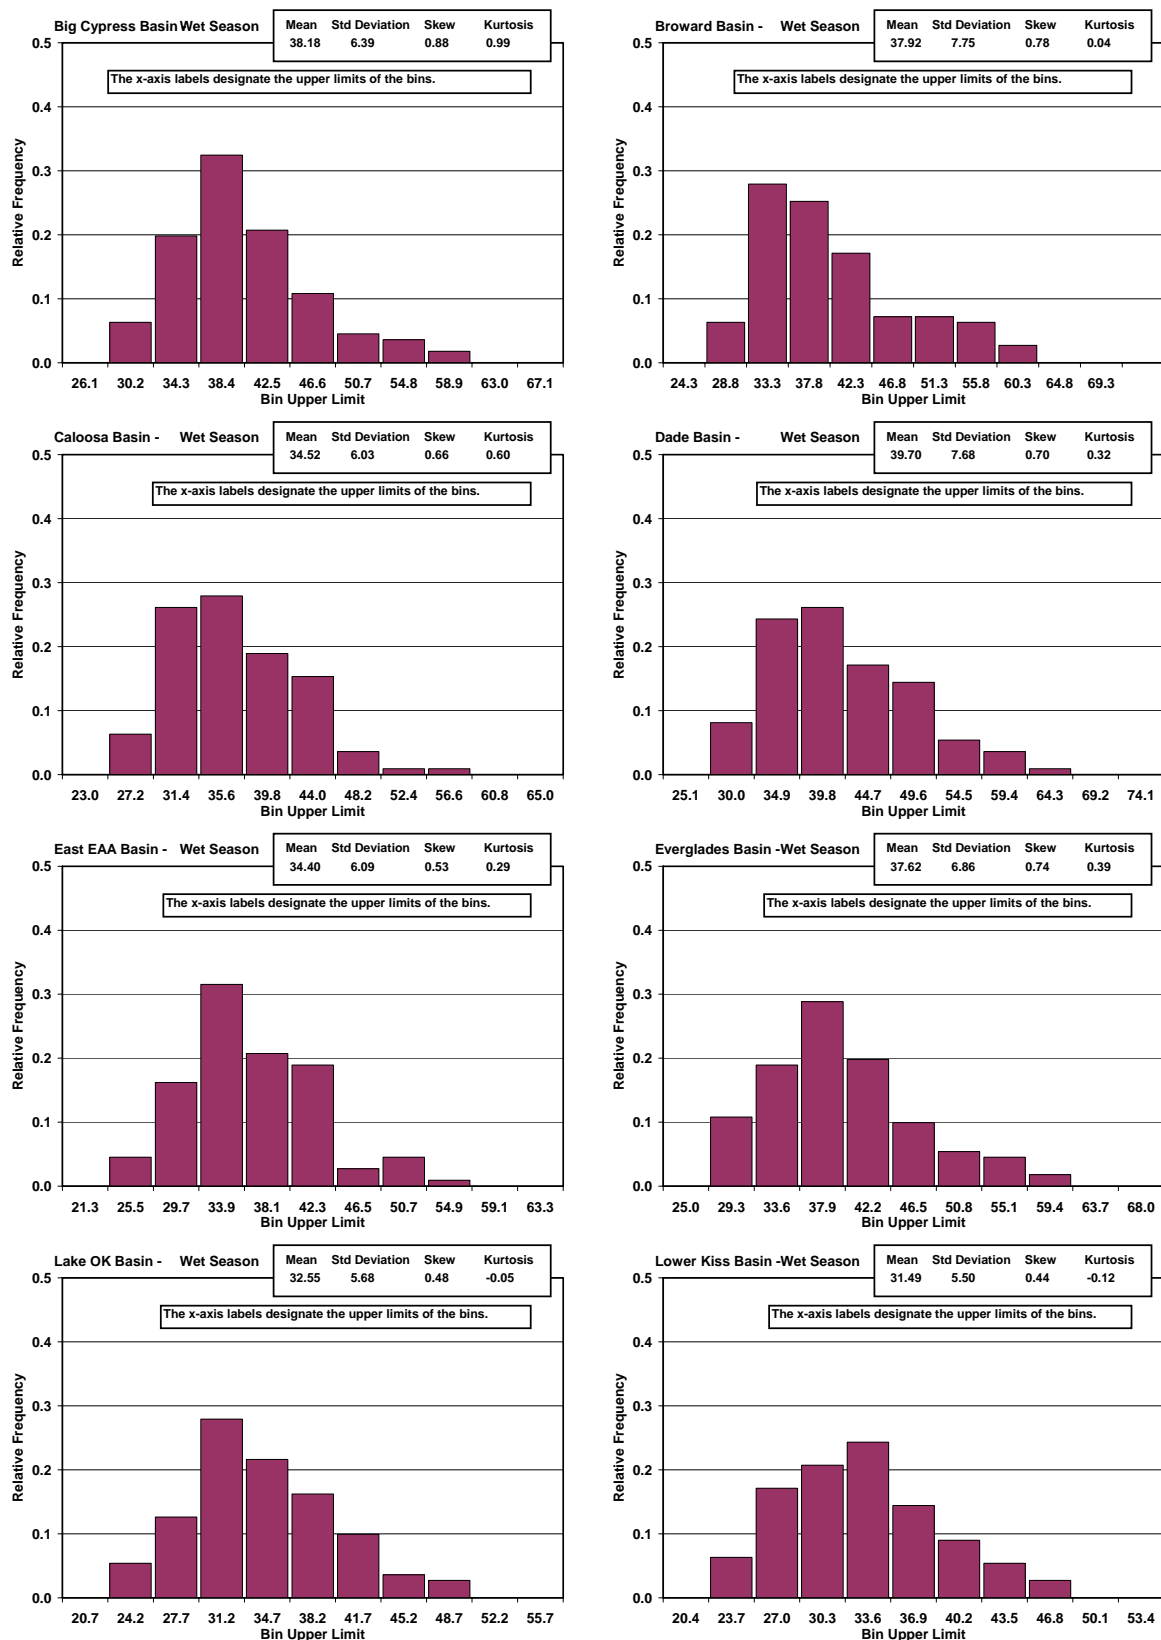 Big Cypress Basin Wet Season
Mean Std Deviation Skew Kurtosis
38.18 6.39 0.88 0.99
The x-axis labels designate the upper limits of the bins.
Relative Frequency
0.5
0.4
0.3
0.2
0.1
0.0
26.1 30.2 34.3 38.4 42.5 46.6 50.7 54.8 58.9 63.0 67.1
Bin Upper Limit
Broward Basin - Wet Season
Mean Std Deviation Skew Kurtosis
37.92 7.75 0.78 0.04
The x-axis labels designate the upper limits of the bins.
Relative Frequency
0.5
0.4
0.3
0.2
0.1
0.0
24.3 28.8 33.3 37.8 42.3 46.8 51.3 55.8 60.3 64.8 69.3
Bin Upper Limit
Caloosa Basin - Wet Season
Mean Std Deviation Skew Kurtosis
34.52 6.03 0.66 0.60
The x-axis labels designate the upper limits of the bins.
Relative Frequency
0.5
0.4
0.3
0.2
0.1
0.0
23.0 27.2 31.4 35.6 39.8 44.0 48.2 52.4 56.6 60.8 65.0
Bin Upper Limit
Dade Basin - Wet Season
Mean Std Deviation Skew Kurtosis
39.70 7.68 0.70 0.32
The x-axis labels designate the upper limits of the bins.
Relative Frequency
0.5
0.4
0.3
0.2
0.1
0.0
25.1 30.0 34.9 39.8 44.7 49.6 54.5 59.4 64.3 69.2 74.1
Bin Upper Limit
East EAA Basin - Wet Season
Mean Std Deviation Skew Kurtosis
34.40 6.09 0.53 0.29
The x-axis labels designate the upper limits of the bins.
Relative Frequency
0.5
0.4
0.3
0.2
0.1
0.0
21.3 25.5 29.7 33.9 38.1 42.3 46.5 50.7 54.9 59.1 63.3
Bin Upper Limit
Everglades Basin -Wet Season
Mean Std Deviation Skew Kurtosis
37.62 6.86 0.74 0.39
The x-axis labels designate the upper limits of the bins.
Relative Frequency
0.5
0.4
0.3
0.2
0.1
0.0
25.0 29.3 33.6 37.9 42.2 46.5 50.8 55.1 59.4 63.7 68.0
Bin Upper Limit
Lake OK Basin - Wet Season
Mean Std Deviation Skew Kurtosis
32.55 5.68 0.48 -0.05
The x-axis labels designate the upper limits of the bins.
Relative Frequency
0.5
0.4
0.3
0.2
0.1
0.0
20.7 24.2 27.7 31.2 34.7 38.2 41.7 45.2 48.7 52.2 55.7
Bin Upper Limit
Lower Kiss Basin -Wet Season
Mean Std Deviation Skew Kurtosis
31.49 5.50 0.44 -0.12
The x-axis labels designate the upper limits of the bins.
Relative Frequency
0.5
0.4
0.3
0.2
0.1
0.0
20.4 23.7 27.0 30.3 33.6 36.9 40.2 43.5 46.8 50.1 53.4
Bin Upper Limit